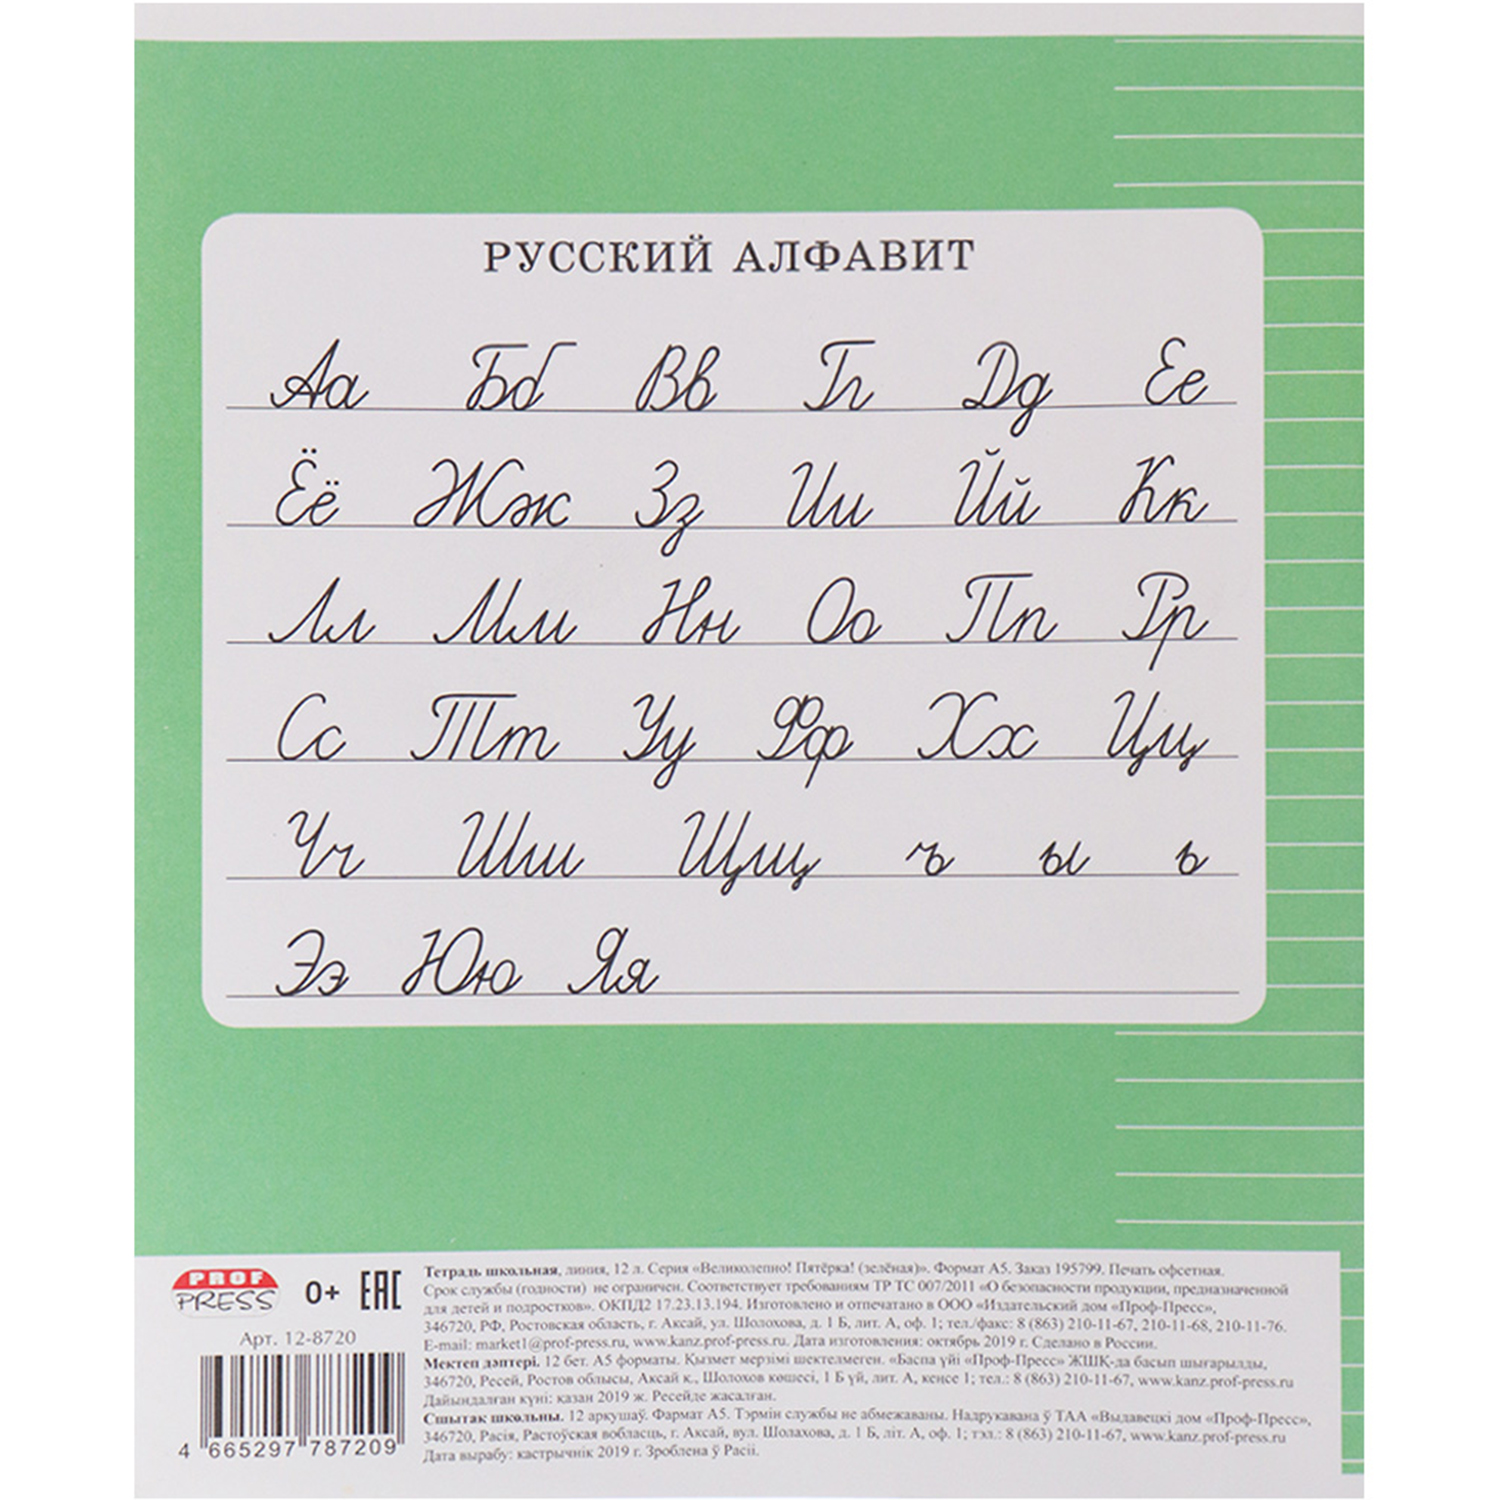 РУССКИЙ АЛФАВИТ
Аа Бб Вв Гг Дд Ее
Ёё Жж Зз Ии Йй Кк
Лл Мм Нн Оо Пп Рр
Сс Тт Уу Фф Хх Цц
Чч Шш Щщ ъ ы ь
Ээ Юю Яя
PROF
PRESS
0+ EAC
Арт. 12-8720
4 665297 787209
Тетрадь школьная, линия, 12 л. Серия «Великолепно! Пятёрка! (зелёная)». Формат А5. Заказ 195799. Печать офсетная.
Срок службы (годности) не ограничен. Соответствует требованиям ТР ТС 007/2011 «О безопасности продукции, предназначенной
для детей и подростков». ОКПД2 17.23.13.194. Изготовлено и отпечатано в ООО «Издательский дом «Проф-Пресс»,
346720, РФ, Ростовская область, г. Аксай, ул. Шолохова, д. 1 Б, лит. А, оф. 1; тел./факс: 8 (863) 210-11-67, 210-11-68, 210-11-76.
E-mail: market1@prof-press.ru, www.kanz.prof-press.ru. Дата изготовления: октябрь 2019 г. Сделано в России.
Мектеп дәптері. 12 бет. А5 форматы. Қызмет мерзімі шектелмеген. «Баспа үйі «Проф-Пресс» ЖШҚ-да басып шығарылды,
346720, Ресей, Ростов облысы, Аксай к., Шолохов көшесі, 1 Б үй, лит. А, кенсе 1; тел.: 8 (863) 210-11-67, www.kanz.prof-press.ru
Дайындалған күні: қазан 2019 ж. Ресейде жасалған.
Сшытак школьны. 12 аркушаў. Фармат А5. Тэрмін службы не абмежаваны. Надрукавана ў ТАА «Выдавецкі дом «Проф-Пресс»,
346720, Расія, Растоўская вобласць, г. Аксай, вул. Шолахова, д. 1 Б, літ. А, оф. 1; тэл.: 8 (863) 210-11-67, www.kanz.prof-press.ru
Дата вырабу: кастрычнік 2019 г. Зроблена ў Расіі.